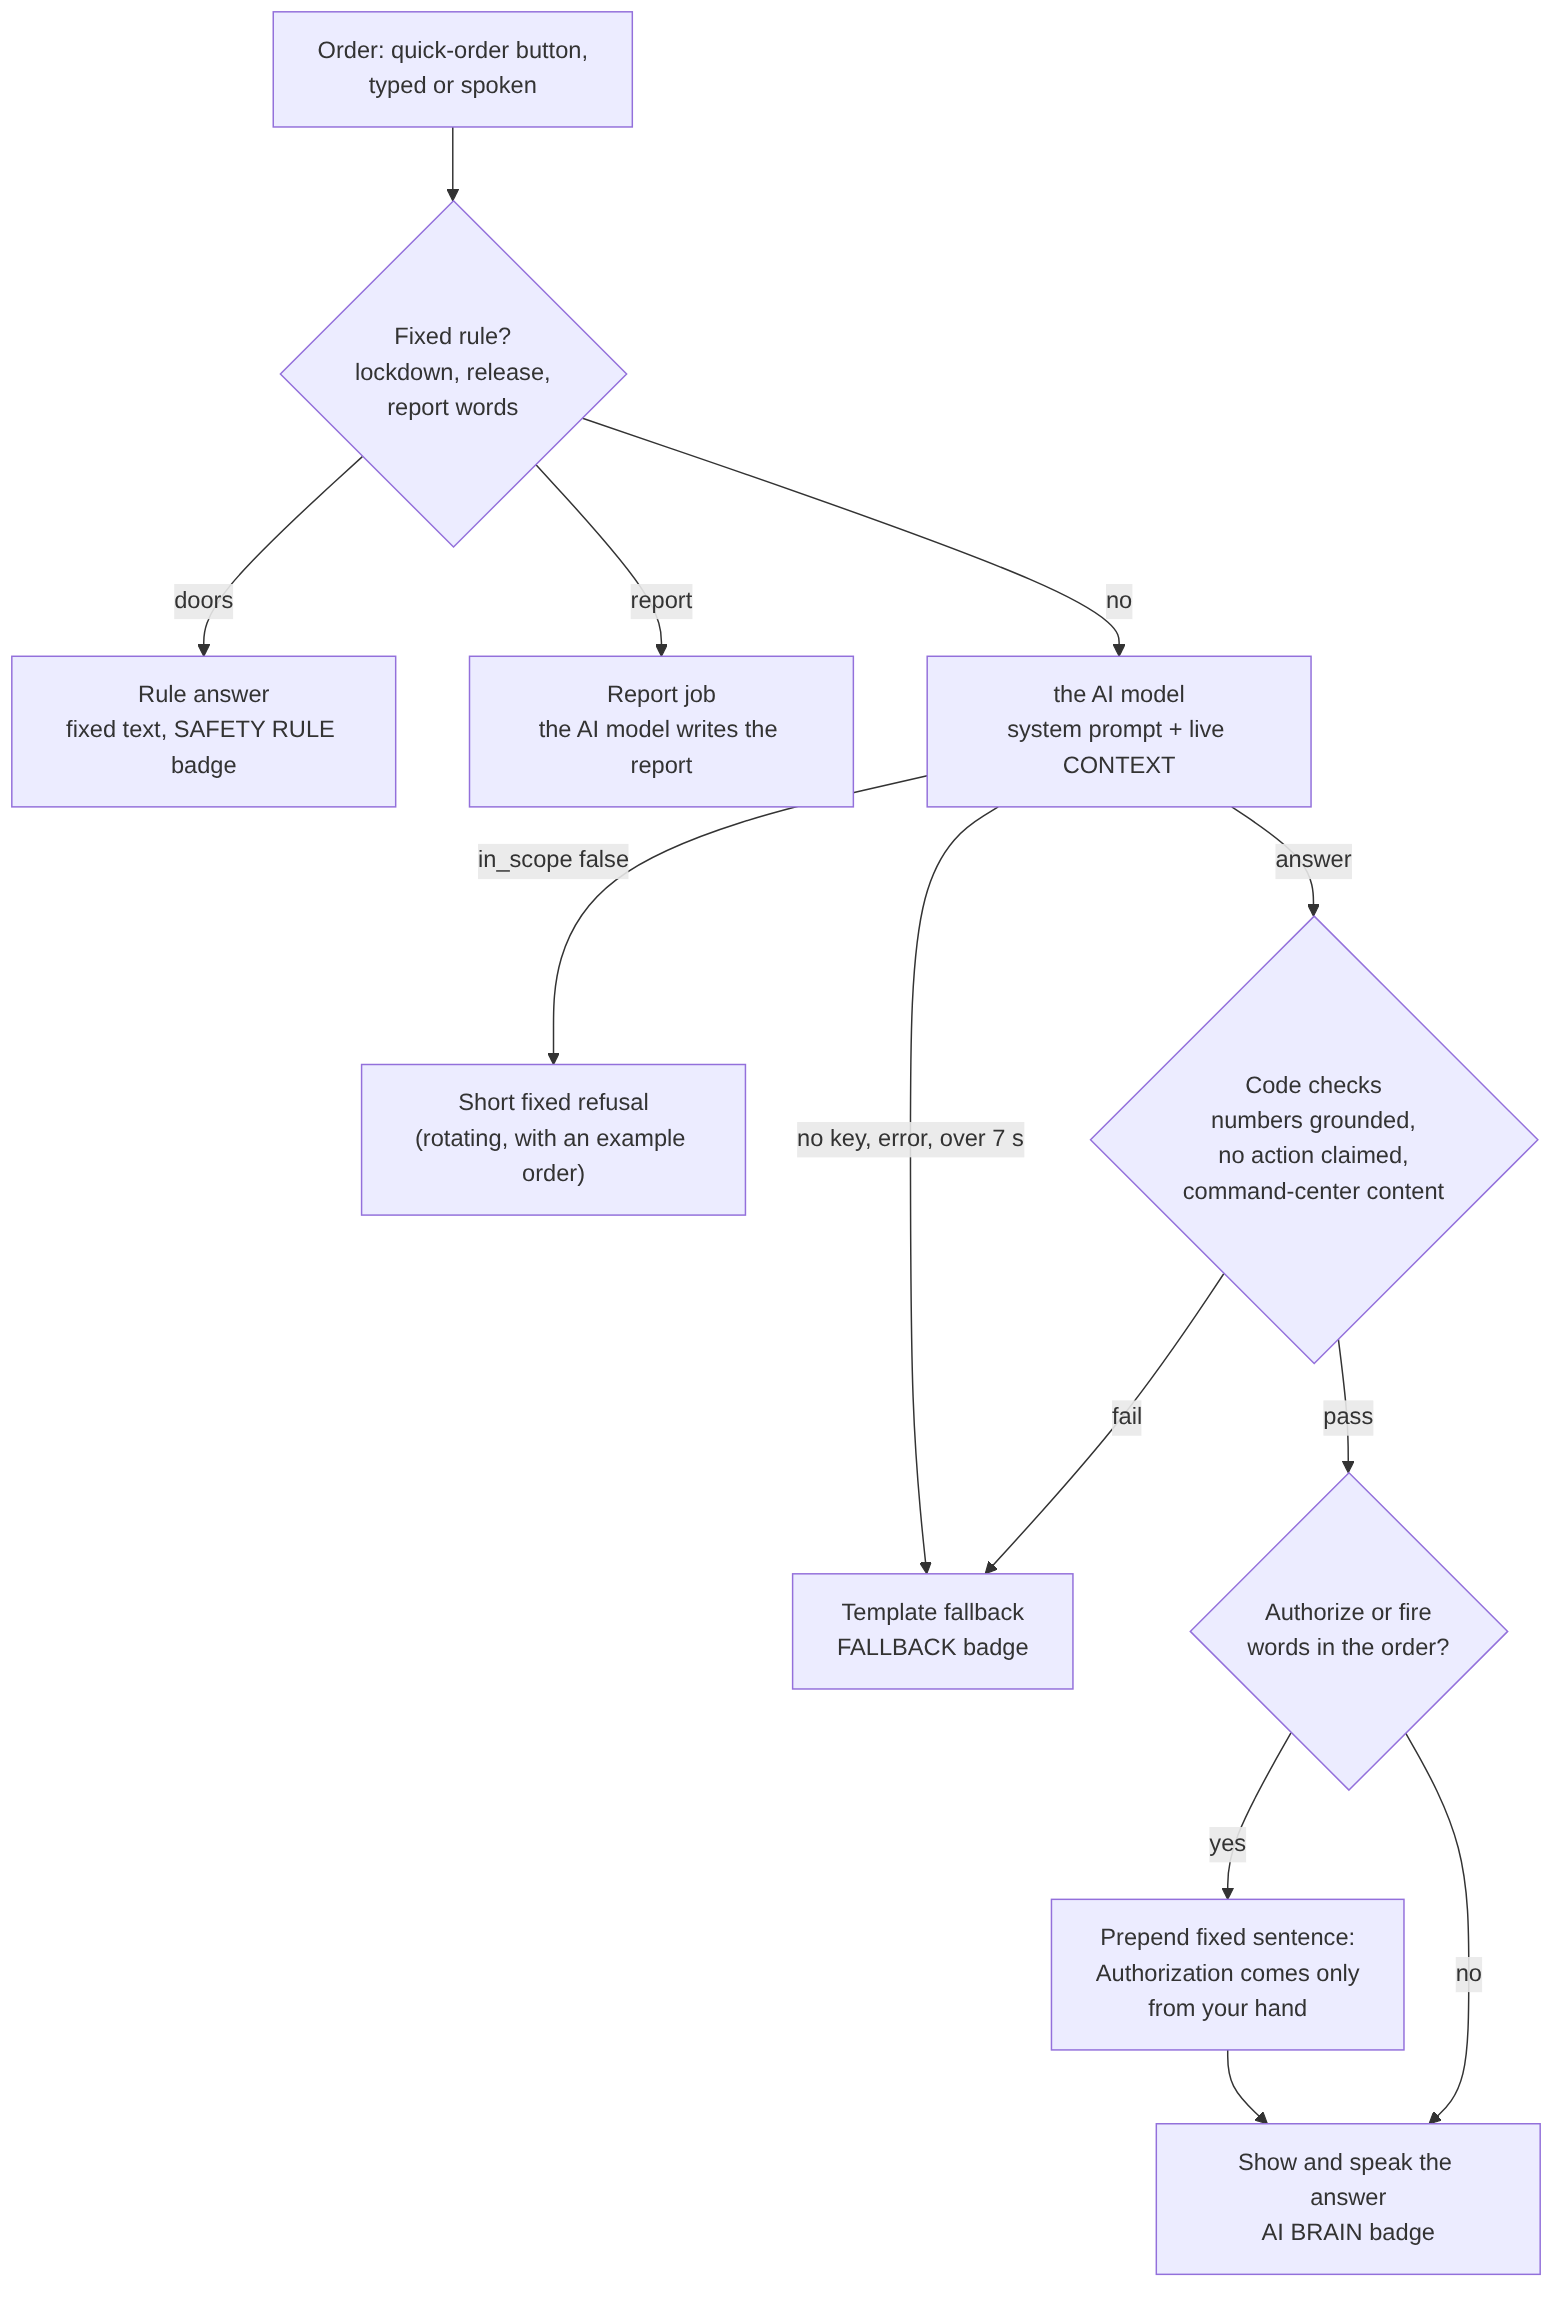 Order: quick-order button,
typed or spoken
Fixed rule?
lockdown, release,
report words
doors
report
no
Rule answer
fixed text, SAFETY RULE
badge
Report job
the AI model writes the
report
the AI model
system prompt + live
CONTEXT
in_scope false
answer
Short fixed refusal
(rotating, with an example
order)
no key, error, over 7 s
Code checks
numbers grounded,
no action claimed,
command-center content
fail
pass
Template fallback
FALLBACK badge
Authorize or fire
words in the order?
yes
no
Prepend fixed sentence:
Authorization comes only
from your hand
Show and speak the
answer
AI BRAIN badge